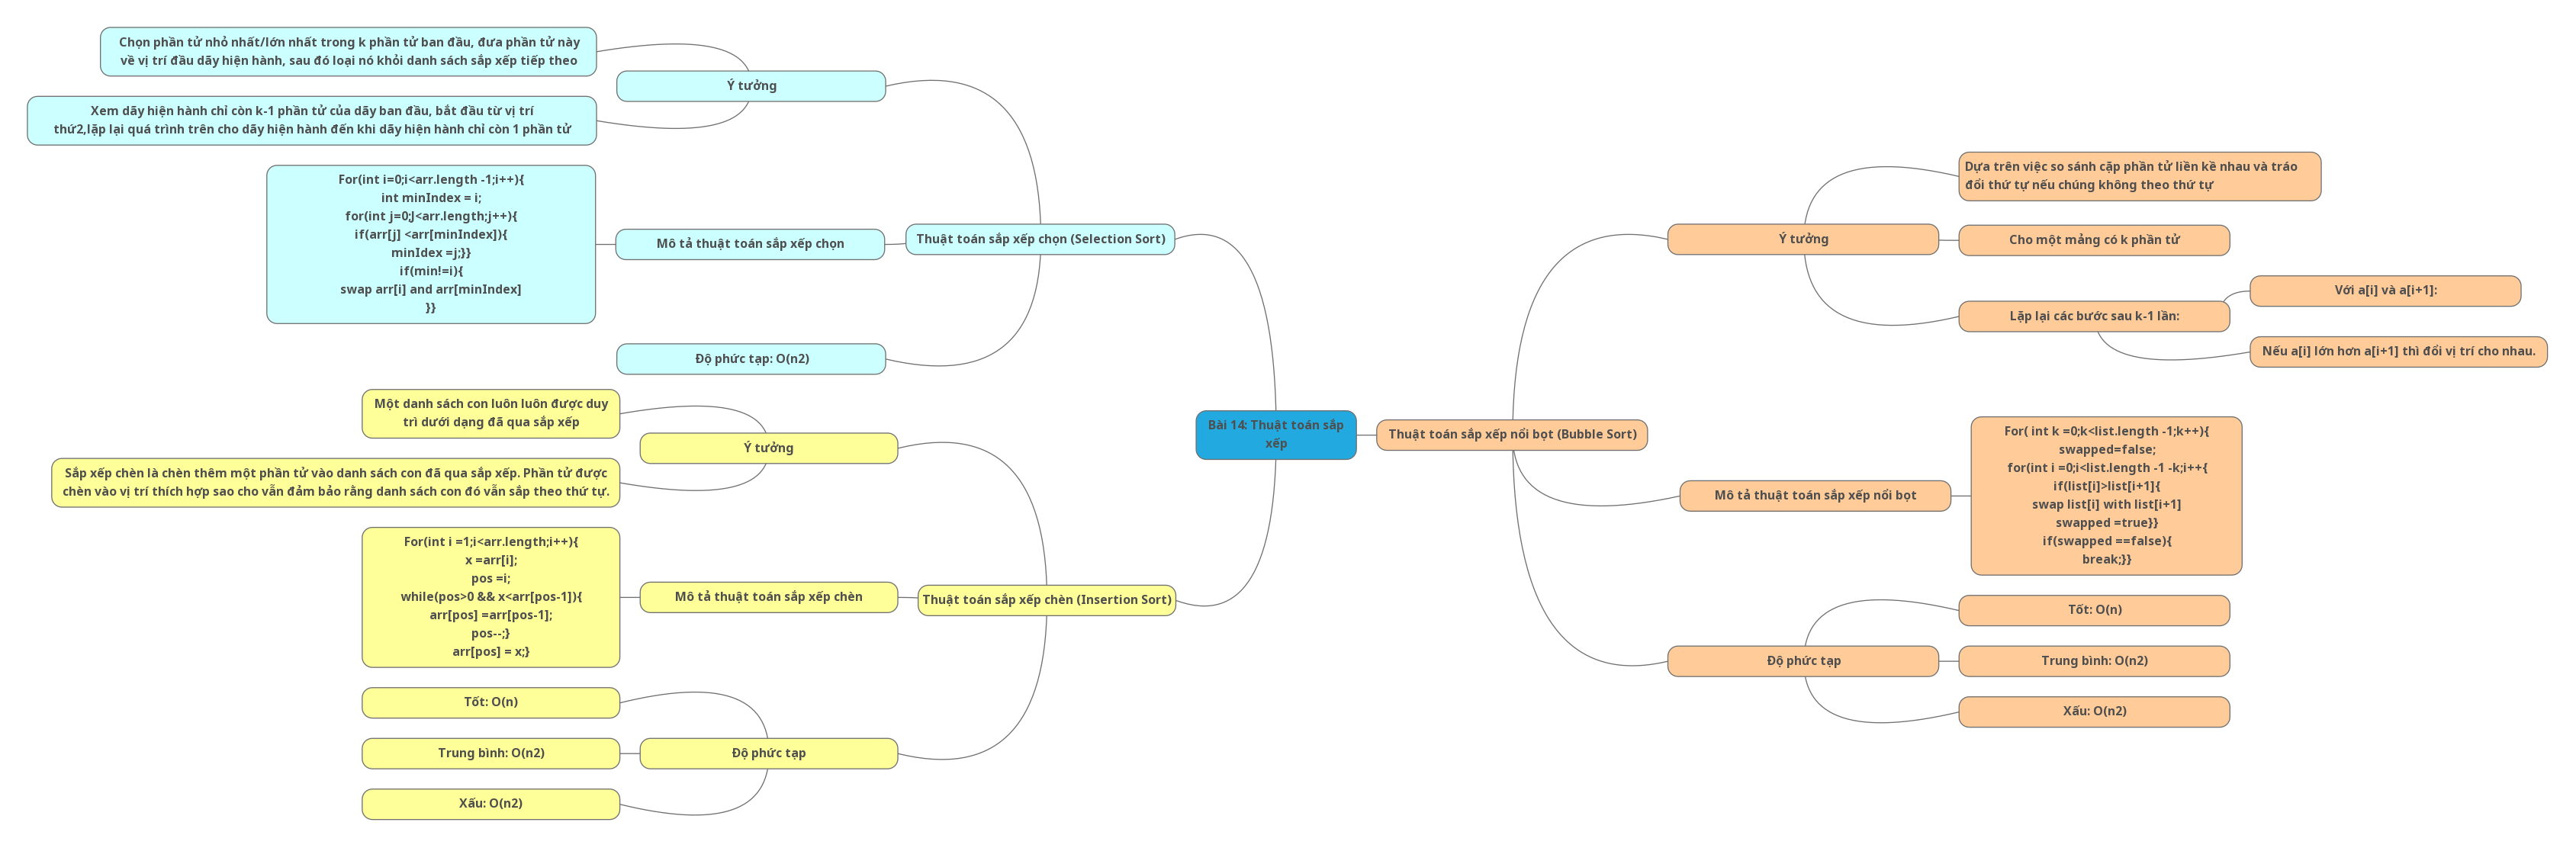 Bài 14: Thuật toán sắp
xếp
Thuật toán sắp xếp chọn (Selection Sort)
Ý tưởng
Chọn phần tử nhỏ nhất/lớn nhất trong k phần tử ban đầu, đưa phần tử này
về vị trí đầu dãy hiện hành, sau đó loại nó khỏi danh sách sắp xếp tiếp theo
Xem dãy hiện hành chỉ còn k-1 phần tử của dãy ban đầu, bắt đầu từ vị trí
thứ2,lặp lại quá trình trên cho dãy hiện hành đến khi dãy hiện hành chỉ còn 1 phần tử
Mô tả thuật toán sắp xếp chọn
For(int i=0;i<arr.length -1;i++){
int minIndex = i;
for(int j=0;J<arr.length;j++){
if(arr[j] <arr[minIndex]){
minIdex =j;}}
if(min!=i){
swap arr[i] and arr[minIndex]
}}
Độ phức tạp: O(n2)
Thuật toán sắp xếp chèn (Insertion Sort)
Ý tưởng
Một danh sách con luôn luôn được duy
trì dưới dạng đã qua sắp xếp
Sắp xếp chèn là chèn thêm một phần tử vào danh sách con đã qua sắp xếp. Phần tử được
chèn vào vị trí thích hợp sao cho vẫn đảm bảo rằng danh sách con đó vẫn sắp theo thứ tự.
Mô tả thuật toán sắp xếp chèn
For(int i =1;i<arr.length;i++){
x =arr[i];
pos =i;
while(pos>0 && x<arr[pos-1]){
arr[pos] =arr[pos-1];
pos--;}
arr[pos] = x;}
Độ phức tạp
Tốt: O(n)
Trung bình: O(n2)
Xấu: O(n2)
Thuật toán sắp xếp nổi bọt (Bubble Sort)
Ý tưởng
Dựa trên việc so sánh cặp phần tử liền kề nhau và tráo
đổi thứ tự nếu chúng không theo thứ tự
Cho một mảng có k phần tử
Lặp lại các bước sau k-1 lần:
Với a[i] và a[i+1]:
Nếu a[i] lớn hơn a[i+1] thì đổi vị trí cho nhau.
Mô tả thuật toán sắp xếp nổi bọt
For( int k =0;k<list.length -1;k++){
swapped=false;
for(int i =0;i<list.length -1 -k;i++{
if(list[i]>list[i+1]{
swap list[i] with list[i+1]
swapped =true}}
if(swapped ==false){
break;}}
Độ phức tạp
Tốt: O(n)
Trung bình: O(n2)
Xấu: O(n2)